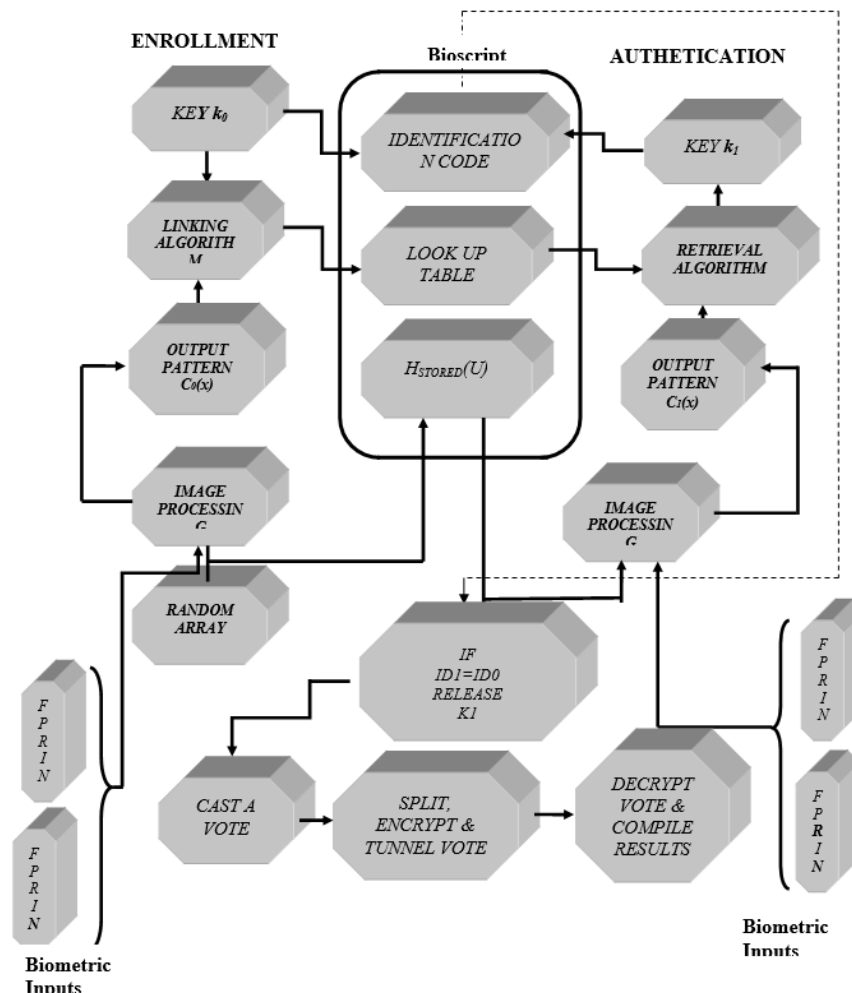 ENROLLMENT
Bioscript
AUTHETICATION
KEY k0
IDENTIFICATIO
N CODE
KEY k1
LINKING
ALGORITH
M
LOOK UP
TABLE
RETRIEVAL
ALGORITHM
OUTPUT
PATTERN
C0(x)
HSTORED(U)
OUTPUT
PATTERN
C1(x)
IMAGE
PROCESSIN
G
IMAGE
PROCESSIN
G
RANDOM
ARRAY
IF
ID1=ID0
RELEASE
K1
F
P
R
I
N
F
P
R
I
N
CAST A
VOTE
SPLIT,
ENCRYPT &
TUNNEL VOTE
DECRYPT
VOTE &
COMPILE
RESULTS
F
P
R
I
N
F
P
R
I
N
Biometric
Inputs
Biometric
Inputs